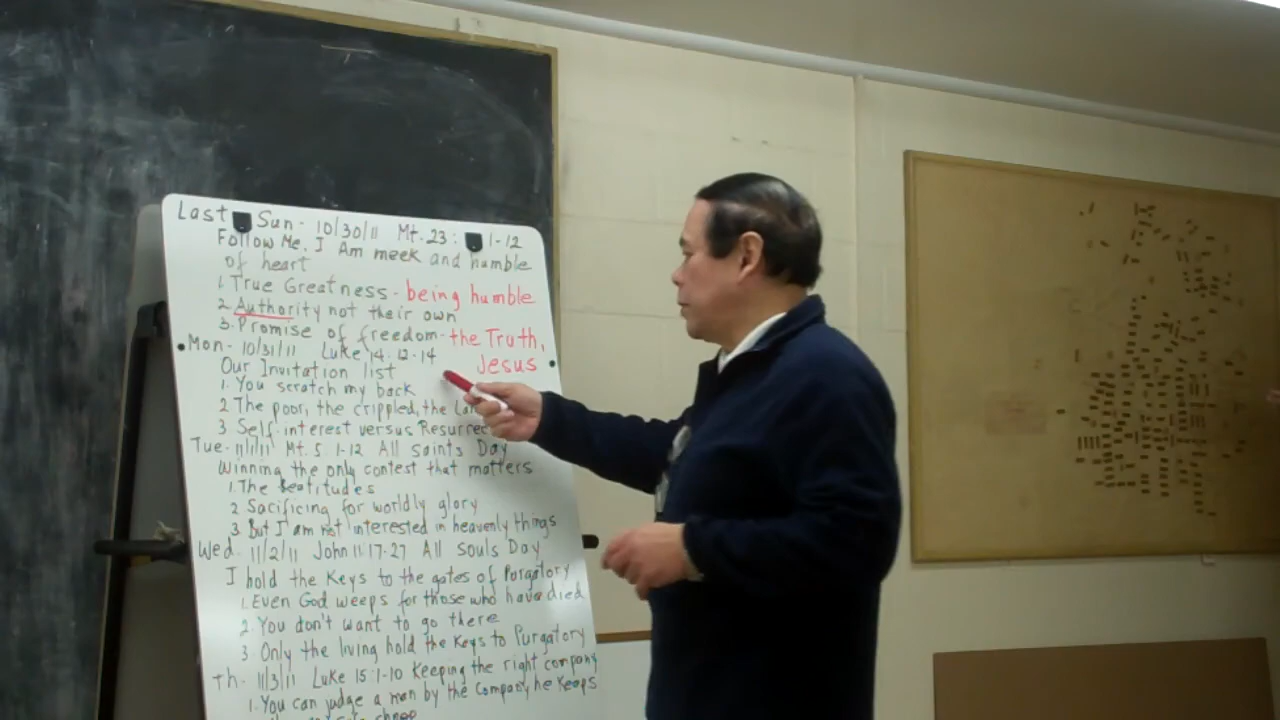 Last Sun- 10/30/11 Mt. 23: 1-12
Follow Me, I Am meek and humble
of heart
1. True Greatness- being humble
2. Authority not their own
3. Promise of freedom- the Truth,
Jesus
Mon- 10/31/11 Luke 14:12-14
Our Invitation list
1. You scratch my back
2 The poor, the crippled, the
3 Self-interest versus
Tue- 11/1/11 Mt. 5:1-12 All saints Day
Winning the only contest that matters
1. The Beatitudes
2 Sacrificing for worldly glory
3. But I am not interested in heavenly things
Wed. 11/2/11 John 11:17-27 All Souls Day
I hold the Keys to the gates of Purgatory
1. Even God weeps for those who have died
2. You don't want to go there
3 Only the living hold the Keys to Purgatory
Th- 11/3/11 Luke 15:1-10 Keeping the right company
1. You can judge a man by the company he keeps